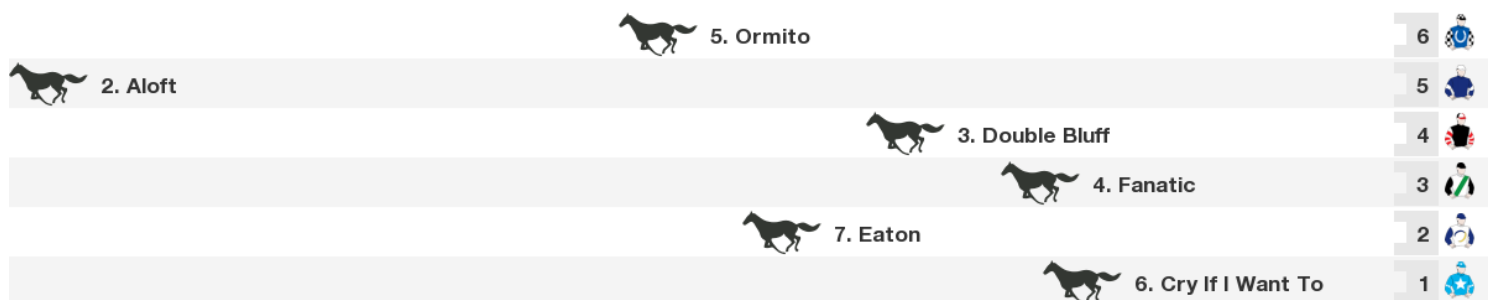 5. Ormito 6
2. Aloft 5
3. Double Bluff 4
4. Fanatic 3
7. Eaton 2
6. Cry If I Want To 1